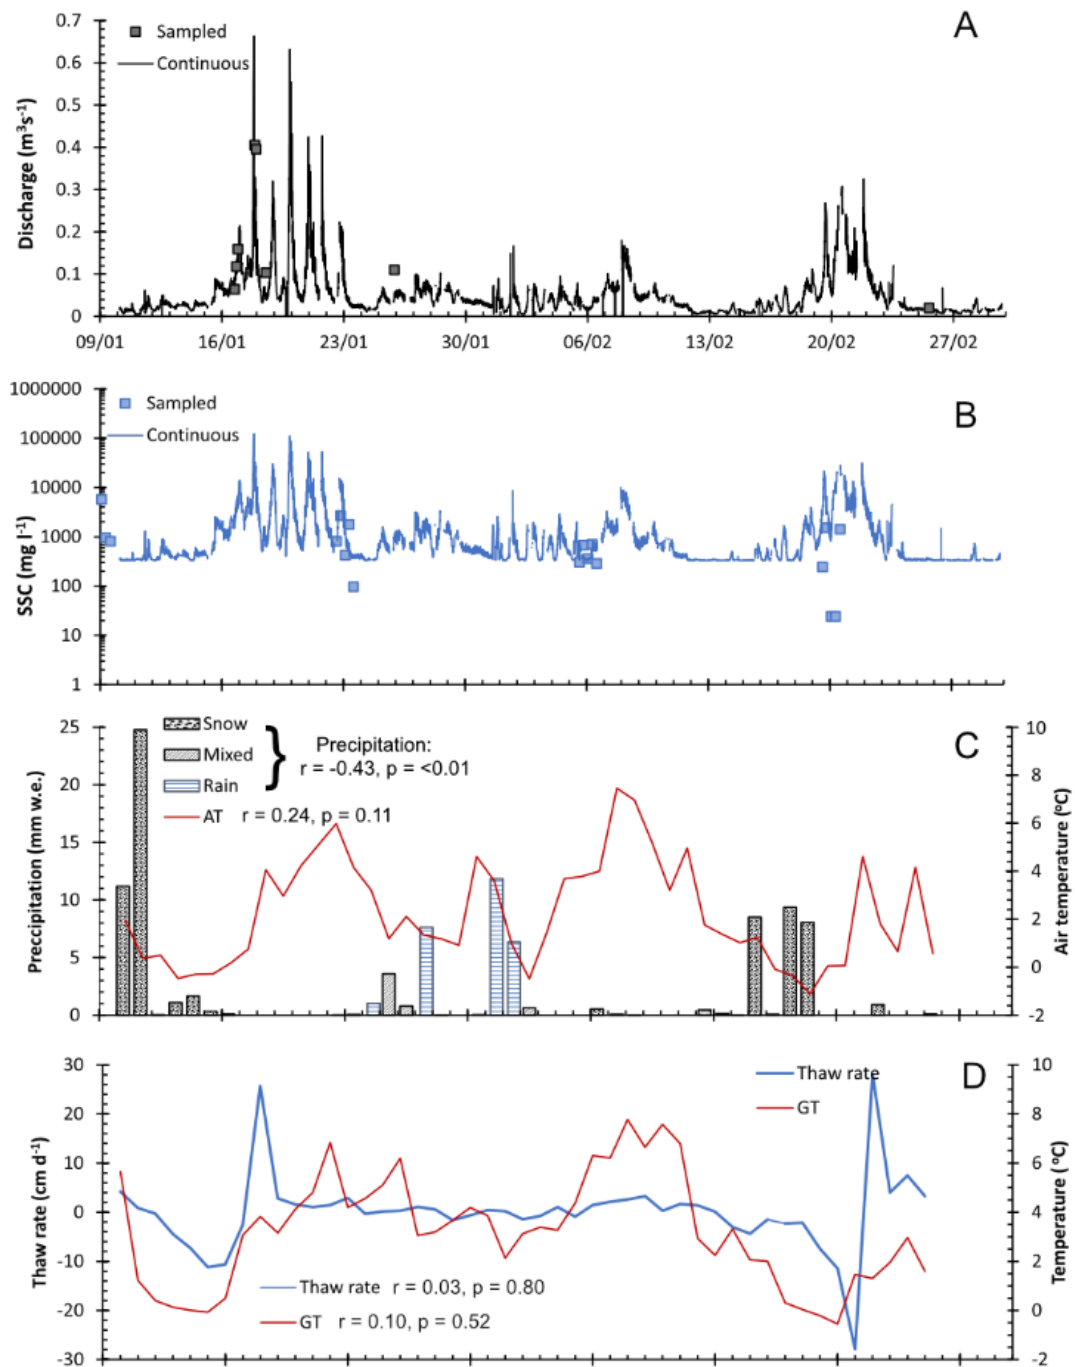 A
Sampled
Continuous
Discharge (m³s⁻¹)
0.7
0.6
0.5
0.4
0.3
0.2
0.1
0
09/01 16/01 23/01 30/01 06/02 13/02 20/02 27/02
B
Sampled
Continuous
SSC (mg l⁻¹)
1000000
100000
10000
1000
100
10
1
C
Snow
Mixed
Rain
Precipitation:
r = -0.43, p = <0.01
AT r = 0.24, p = 0.11
Preccipitation (mm w.e.)
25
20
15
10
5
0
Air temperature (ºC)
10
8
6
4
2
0
-2
D
Thaw rate
GT
Thaw rate (cm d⁻¹)
30
20
10
0
-10
-20
-30
Thaw rate r = 0.03, p = 0.80
GT r = 0.10, p = 0.52
Temperature (ºC)
10
8
6
4
2
0
-2